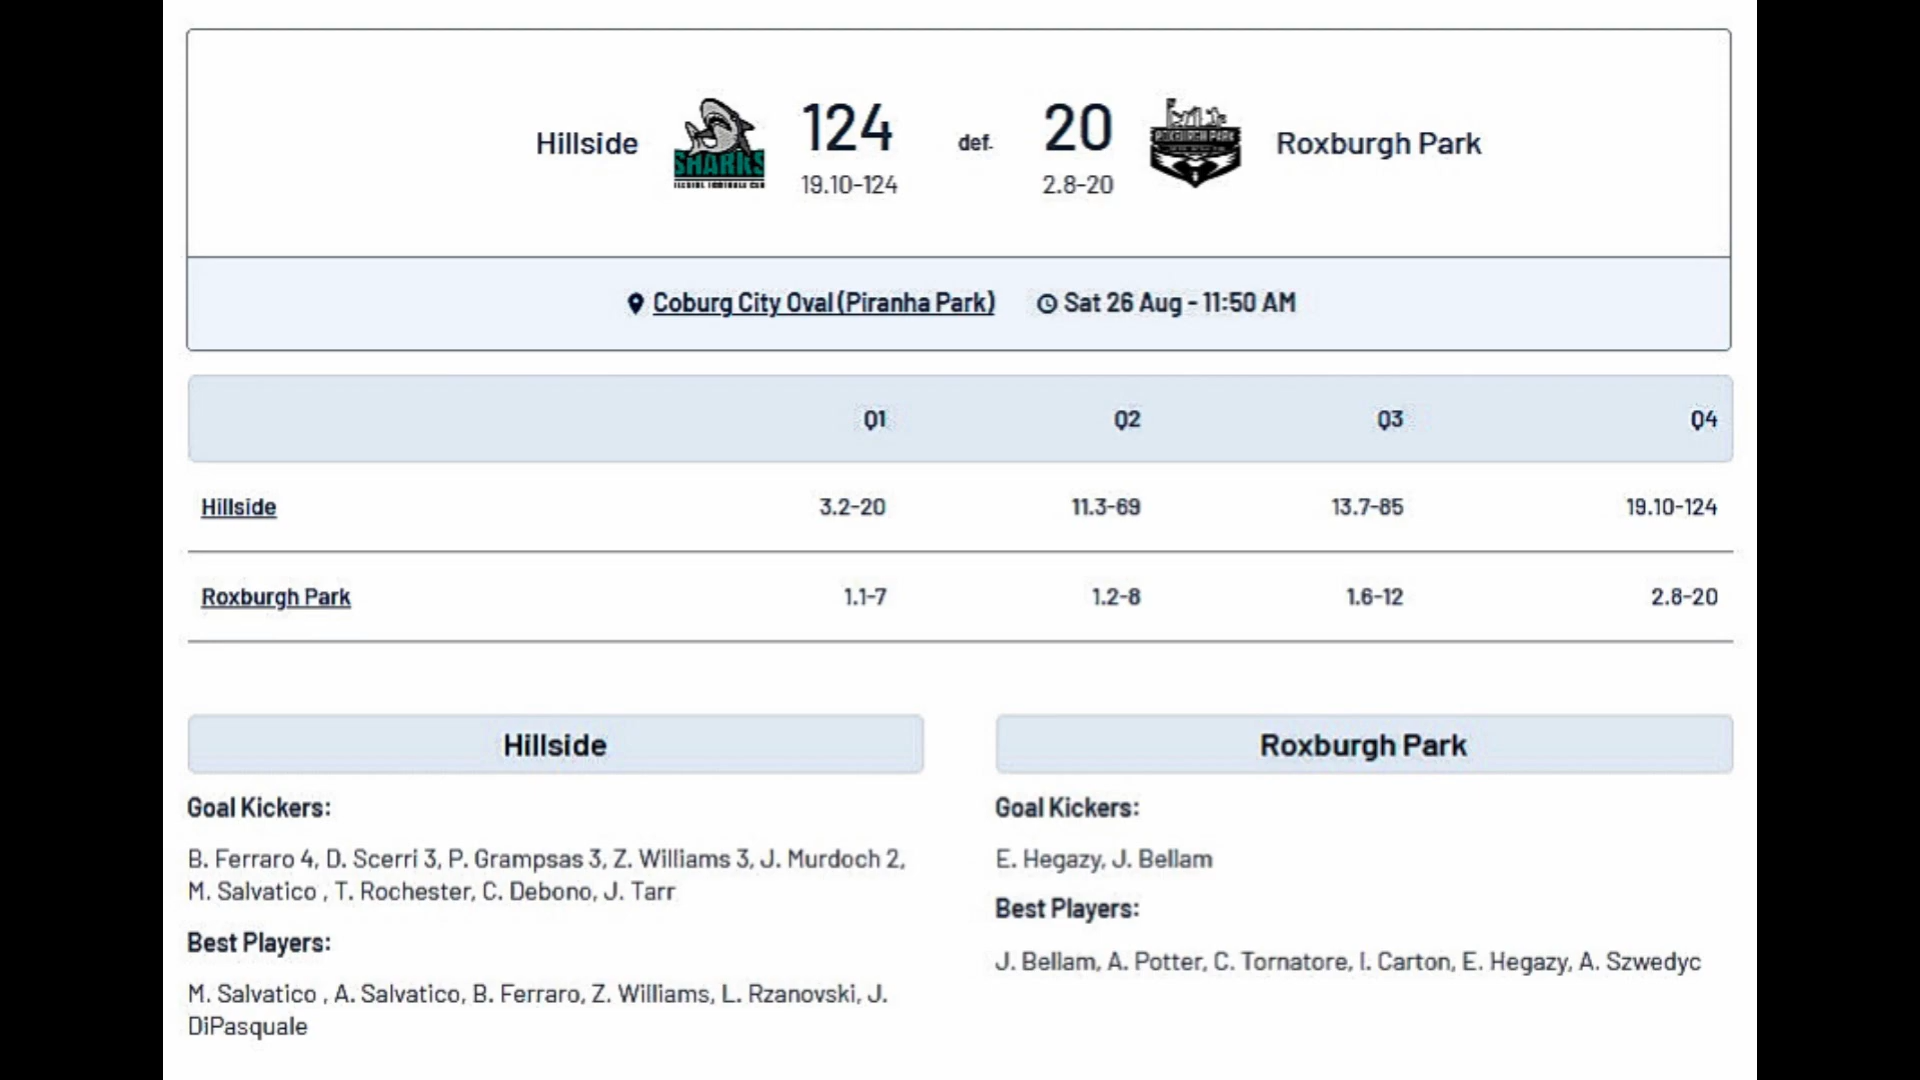 Hillside SHARKS 124 def. 20 ROXBURGH PARK Roxburgh Park
19.10-124 2.8-20
Coburg City Oval (Piranha Park) Sat 26 Aug - 11:50 AM
Q1 Q2 Q3 Q4
Hillside 3.2-20 11.3-69 13.7-85 19.10-124
Roxburgh Park 1.1-7 1.2-8 1.6-12 2.8-20
Hillside
Goal Kickers:
B. Ferraro 4, D. Scerri 3, P. Grampsas 3, Z. Williams 3, J. Murdoch 2,
M. Salvatico , T. Rochester, C. Debono, J. Tarr
Best Players:
M. Salvatico , A. Salvatico, B. Ferraro, Z. Williams, L. Rzanovski, J.
DiPasquale
Roxburgh Park
Goal Kickers:
E. Hegazy, J. Bellam
Best Players:
J. Bellam, A. Potter, C. Tornatore, I. Carton, E. Hegazy, A. Szwedyc